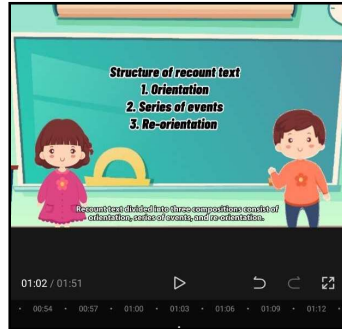 Structure of recount text
1. Orientation
2. Series of events
3. Re-orientation
Recount text divided into three compositions consist of
orientation, series of events, and re-orientation.
01:02 / 01:51
00:54 00:57 01:00 01:03 01:06 01:09 01:12